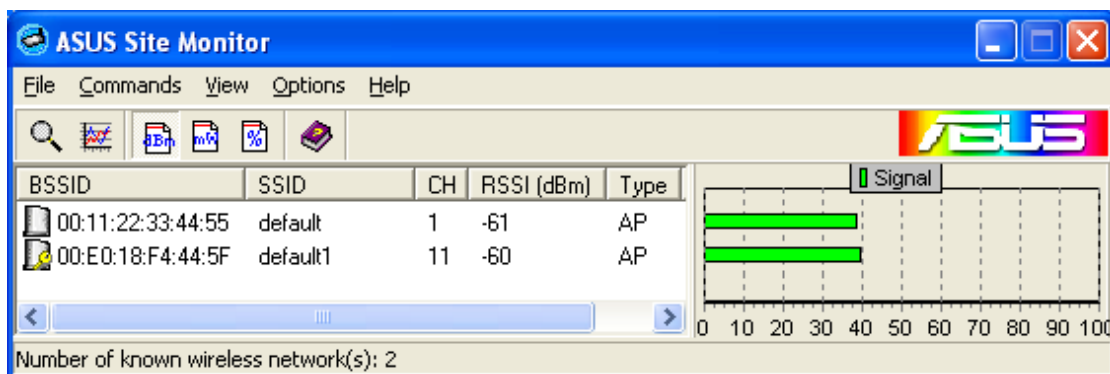 ASUS Site Monitor
File Commands View Options Help
dBm mW %
ASUS
BSSID SSID CH RSSI (dBm) Type
00:11:22:33:44:55 default 1 -61 AP
00:E0:18:F4:44:5F default1 11 -60 AP
Signal
0 10 20 30 40 50 60 70 80 90 100
Number of known wireless network(s): 2